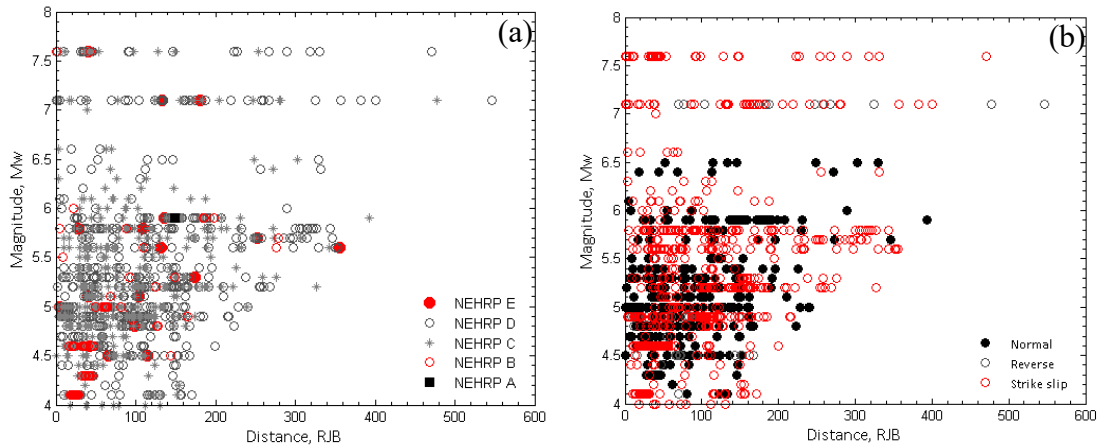 (a)
8
7.5
7
6.5
6
5.5
5
4.5
4
Magnitude, Mw
0 100 200 300 400 500 600
Distance, RJB
NEHRP E
NEHRP D
NEHRP C
NEHRP B
NEHRP A
(b)
8
7.5
7
6.5
6
5.5
5
4.5
4
Magnitude, Mw
0 100 200 300 400 500 600
Distance, RJB
Normal
Reverse
Strike slip